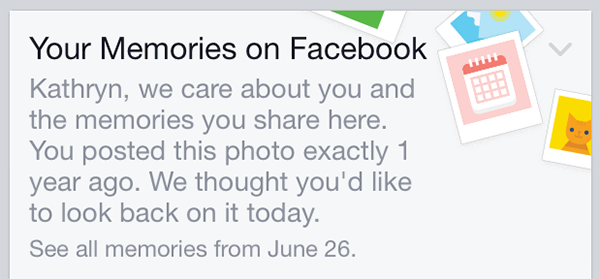 Your Memories on Facebook
Kathryn, we care about you and
the memories you share here.
You posted this photo exactly 1
year ago. We thought you'd like
to look back on it today.
See all memories from June 26.